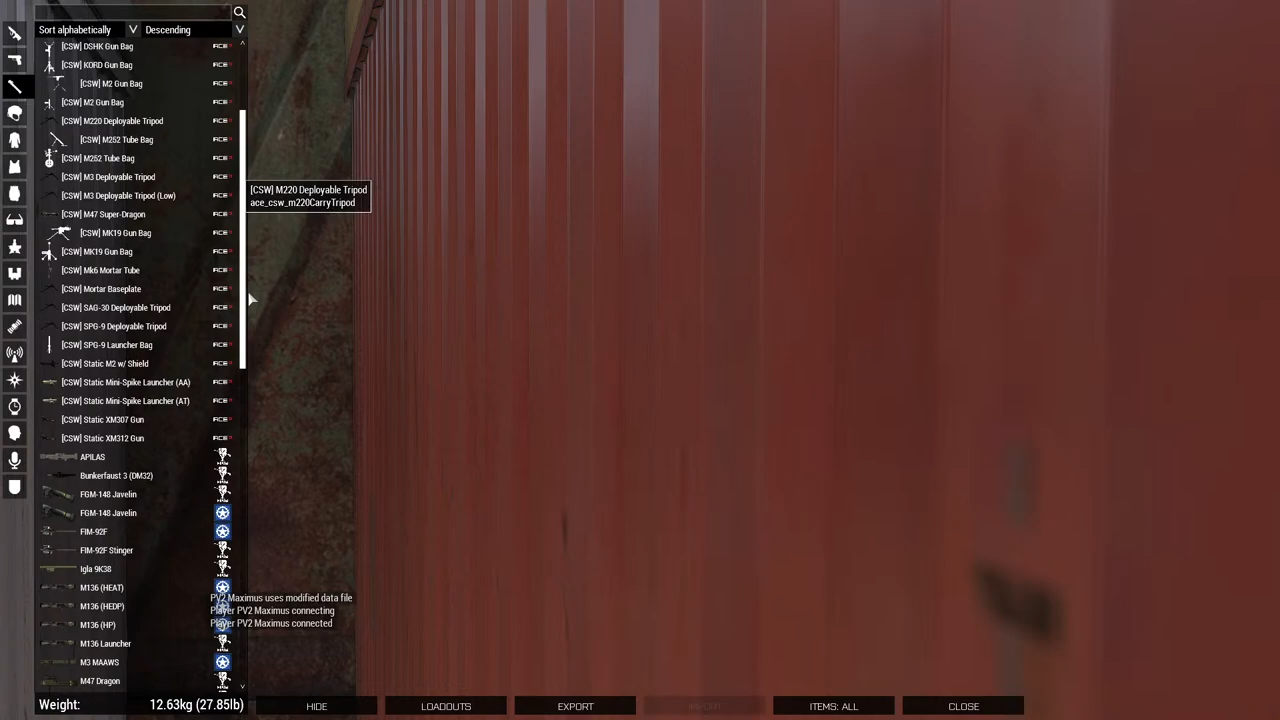 Sort alphabetically
Descending
[CSW] DSHK Gun Bag
[CSW] KORD Gun Bag
[CSW] M2 Gun Bag
[CSW] M2 Gun Bag
[CSW] M220 Deployable Tripod
[CSW] M252 Tube Bag
[CSW] M252 Tube Bag
[CSW] M3 Deployable Tripod
[CSW] M3 Deployable Tripod (Low)
[CSW] M47 Super-Dragon
[CSW] MK19 Gun Bag
[CSW] MK19 Gun Bag
[CSW] Mk6 Mortar Tube
[CSW] Mortar Baseplate
[CSW] SAG-30 Deployable Tripod
[CSW] SPG-9 Deployable Tripod
[CSW] SPG-9 Launcher Bag
[CSW] Static M2 w/ Shield
[CSW] Static Mini-Spike Launcher (AA)
[CSW] Static Mini-Spike Launcher (AT)
[CSW] Static XM307 Gun
[CSW] Static XM312 Gun
APILAS
Bunkerfaust 3 (DM32)
FGM-148 Javelin
FGM-148 Javelin
FIM-92F
FIM-92F Stinger
Igla 9K38
M136 (HEAT)
M136 (HEDP)
M136 (HP)
M136 Launcher
M3 MAAWS
M47 Dragon
[CSW] M220 Deployable Tripod
ace_csw_m220CarryTripod
PV2 Maximus uses modified data file
Player PV2 Maximus connecting
Player PV2 Maximus connected
Weight: 12.63kg (27.85lb)
HIDE
LOADOUTS
EXPORT
IMPORT
ITEMS: ALL
CLOSE